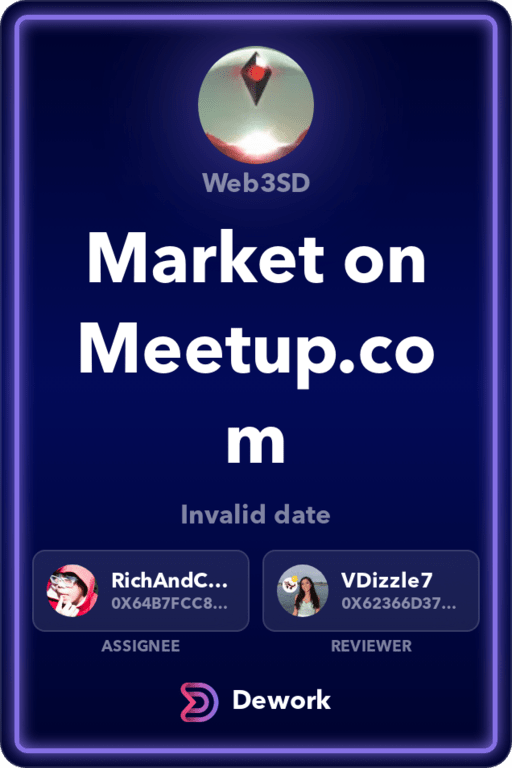 Web3SD
Market on
Meetup.co
m
Invalid date
RichAndC...
0X64B7FCC8...
ASSIGNEE
VDizzle7
0X62366D37...
REVIEWER
Dework